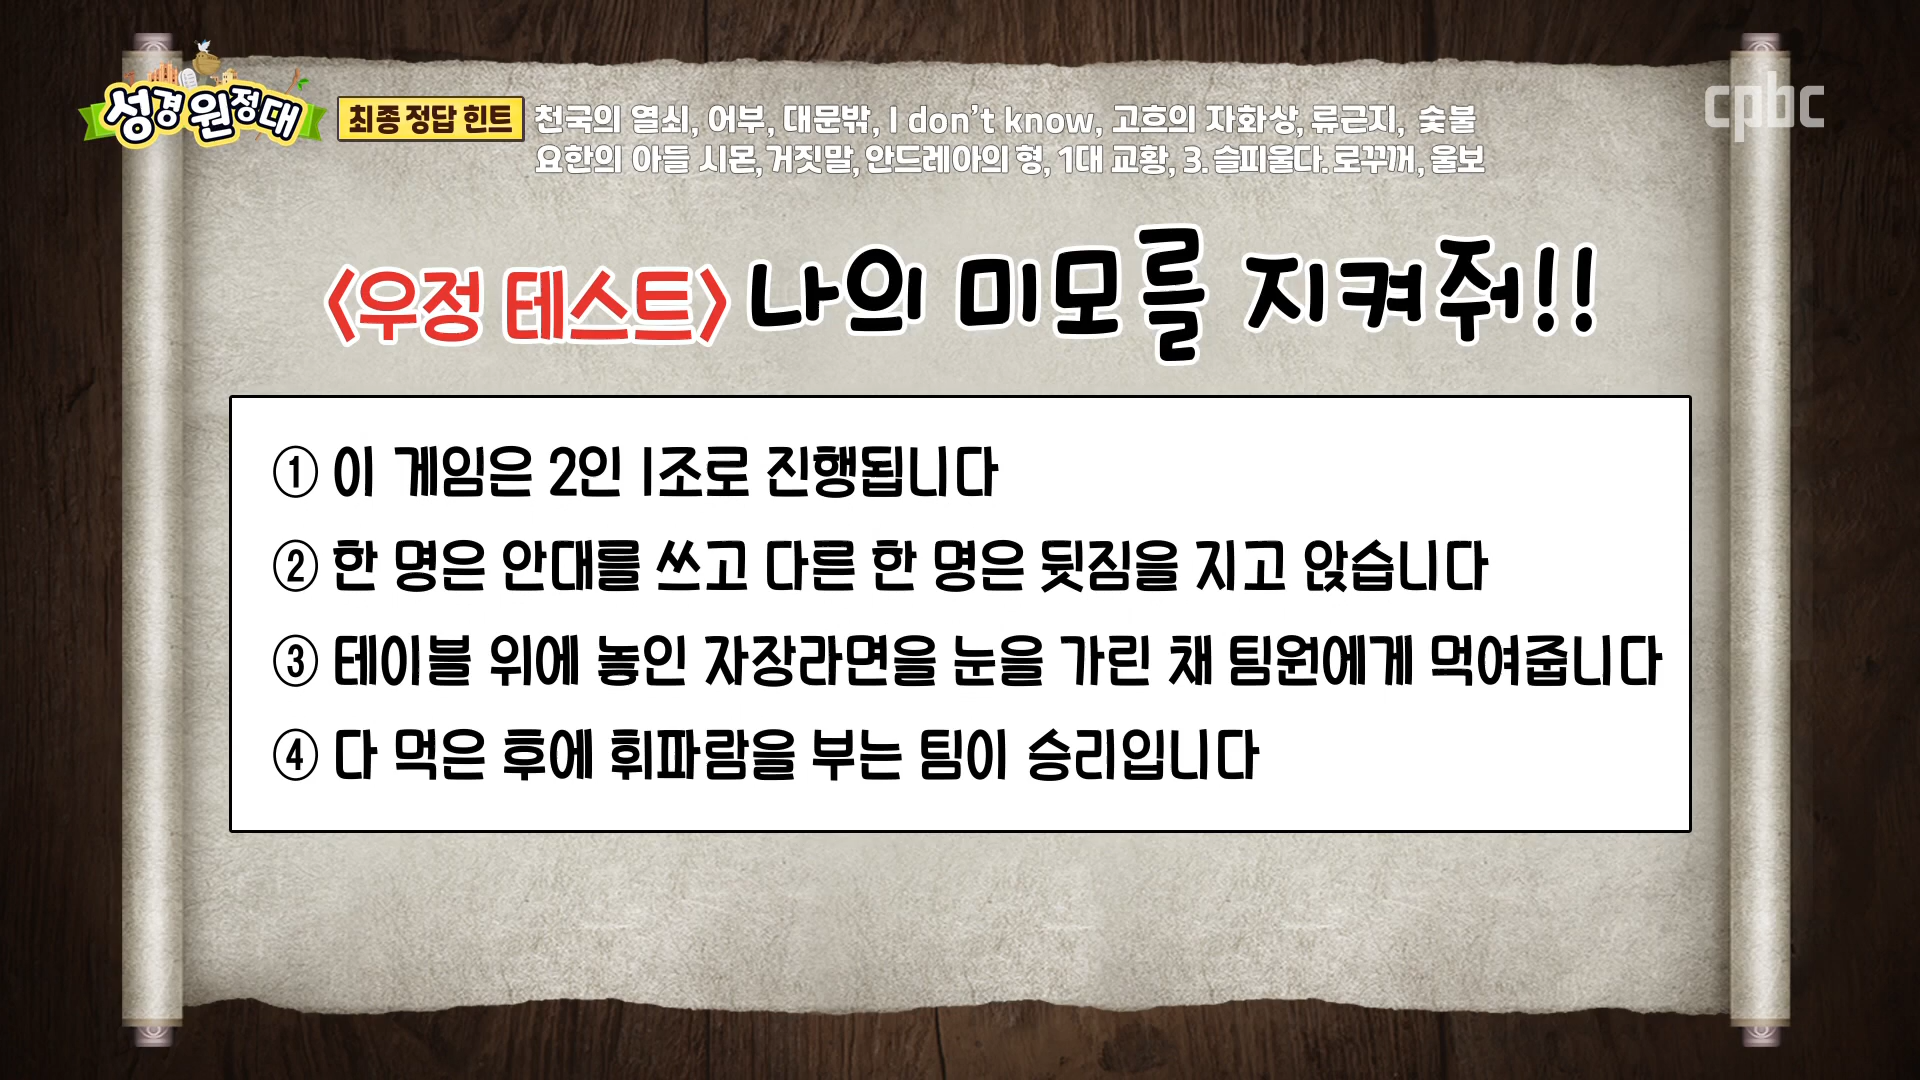 성경 원정대
최종 정답 힌트
천국의 열쇠, 어부, 대문밖, I don't know, 고흐의 자화상, 류근지, 숯불
요한의 아들 시몬, 거짓말, 안드레아의 형, 1대 교황, 3. 슬피울다. 로꾸꺼, 울보
cpbc
<우정 테스트> 나의 미모를 지켜줘!!
① 이 게임은 2인 1조로 진행됩니다
② 한 명은 안대를 쓰고 다른 한 명은 뒷짐을 지고 앉습니다
③ 테이블 위에 놓인 자장라면을 눈을 가린 채 팀원에게 먹여줍니다
④ 다 먹은 후에 휘파람을 부는 팀이 승리입니다